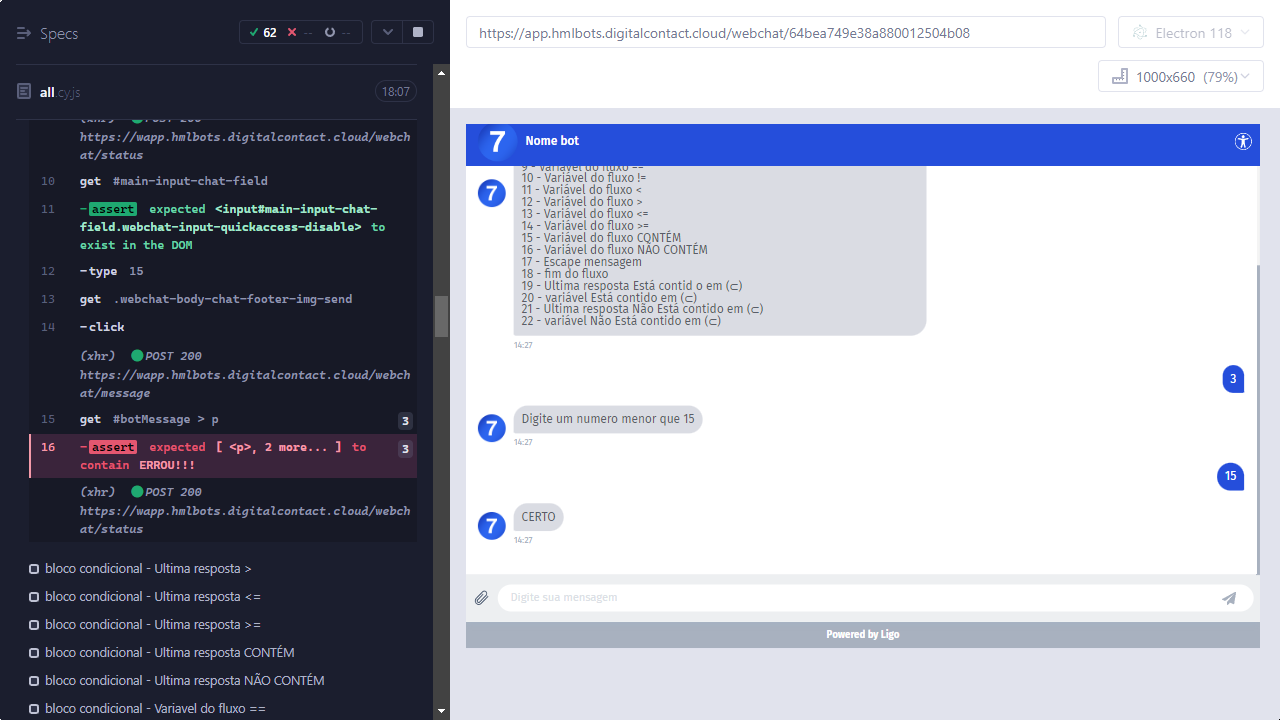 Specs
62
--
--
https://app.hmlbots.digitalcontact.cloud/webchat/64bea749e38a880012504b08
Electron 118
1000x660 (79%)
all.cy.js
18:07
(xhr) POST 200
https://wapp.hmlbots.digitalcontact.cloud/webch
at/status
10 get #main-input-chat-field
11 -assert expected <input#main-input-chat-
field.webchat-input-quickaccess-disable> to
exist in the DOM
12 -type 15
13 get .webchat-body-chat-footer-img-send
14 -click
(xhr) POST 200
https://wapp.hmlbots.digitalcontact.cloud/webch
at/message
15 get #botMessage > p 3
16 -assert expected [ <p>, 2 more... ] to 3
contain ERROU!!!
(xhr) POST 200
https://wapp.hmlbots.digitalcontact.cloud/webch
at/status
bloco condicional - Ultima resposta >
bloco condicional - Ultima resposta <=
bloco condicional - Ultima resposta >=
bloco condicional - Ultima resposta CONTÉM
bloco condicional - Ultima resposta NÃO CONTÉM
bloco condicional - Variavel do fluxo ==
7 Nome bot
7
9 - Variável do fluxo ==
10 - Variável do fluxo !=
11 - Variável do fluxo <
12 - Variável do fluxo >
13 - Variável do fluxo <=
14 - Variável do fluxo >=
15 - Variável do fluxo CONTÉM
16 - Variável do fluxo NÃO CONTÉM
17 - Escape mensagem
18 - fim do fluxo
19 - Ultima resposta Está contid o em (⊂)
20 - variável Está contido em (⊂)
21 - Ultima resposta Não Está contido em (⊂)
22 - variável Não Está contido em (⊂)
14:27
3
7 Digite um numero menor que 15
14:27
15
7 CERTO
14:27
Digite sua mensagem
Powered by Ligo